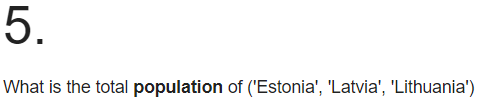 5.
What is the total population of ('Estonia', 'Latvia', 'Lithuania')